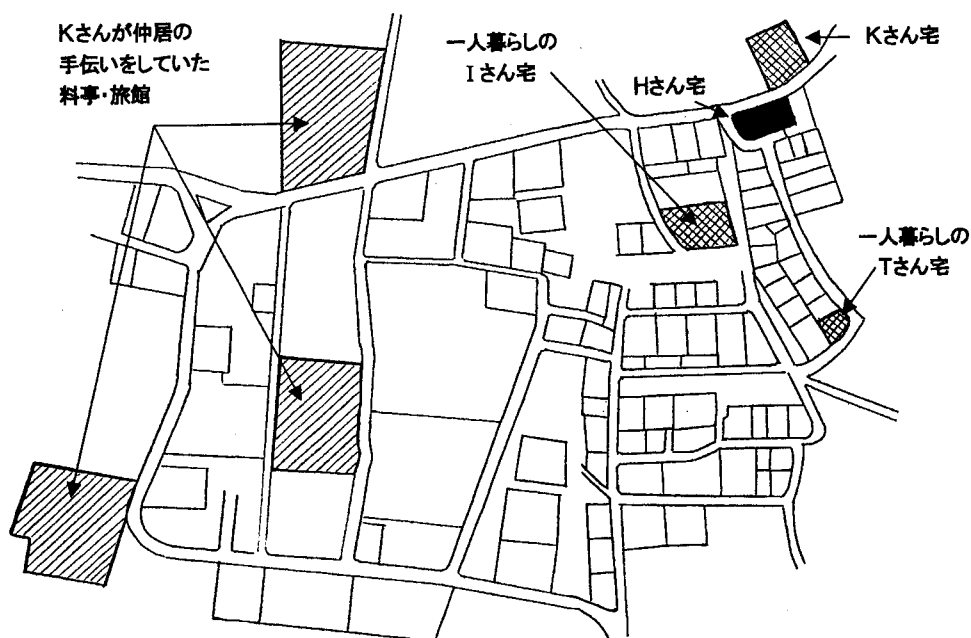 Kさんが仲居の
手伝いをしていた
料亭・旅館
一人暮らしの
Iさん宅
Hさん宅
Kさん宅
一人暮らしの
Tさん宅